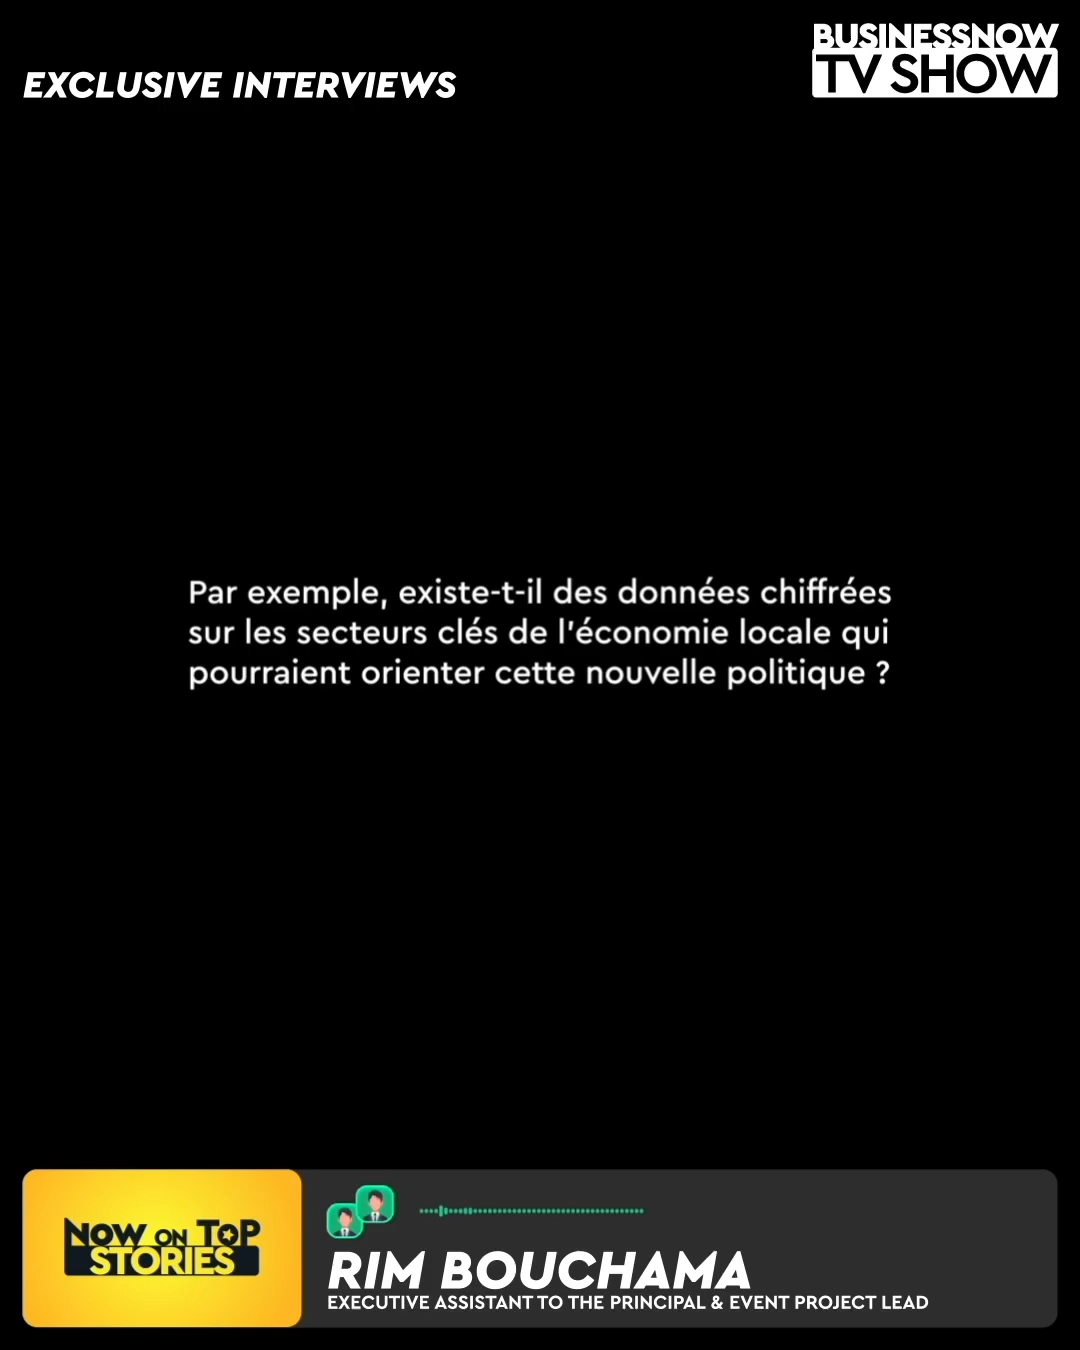 EXCLUSIVE INTERVIEWS
BUSINESSNOW
TV SHOW
Par exemple, existe-t-il des données chiffrées
sur les secteurs clés de l'économie locale qui
pourraient orienter cette nouvelle politique ?
NOW ON TOP
STORIES
RIM BOUCHAMA
EXECUTIVE ASSISTANT TO THE PRINCIPAL & EVENT PROJECT LEAD